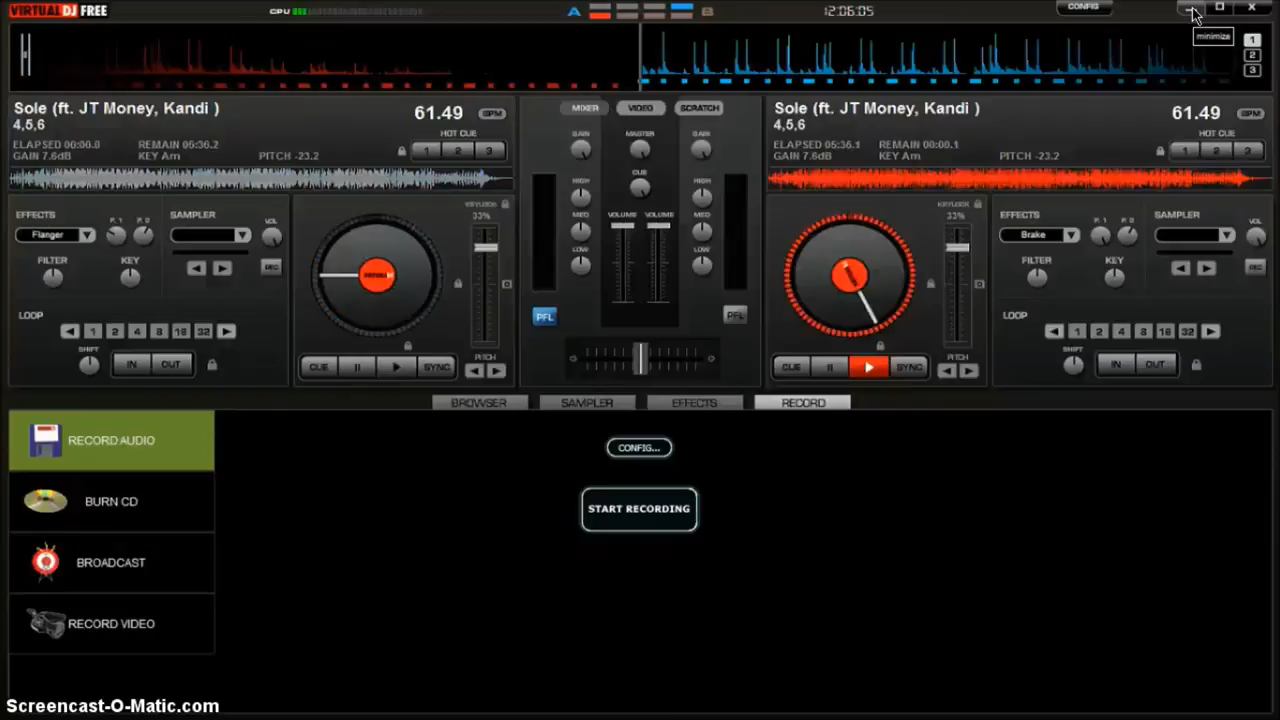 VIRTUAL DJ FREE
CPU
A
B
12:06:05
CONFIG
minimize
1
2
3
Sole (ft. JT Money, Kandi )
4,5,6
61.49
BPM
HOT CUE
ELAPSED 00:00.0
REMAIN 05:36.2
GAIN 7.6dB
KEY Am
PITCH -23.2
1 2 3
MIXER
VIDEO
SCRATCH
GAIN
MASTER
GAIN
CUE
HIGH
HIGH
MED
VOLUME
VOLUME
MED
LOW
LOW
PFL
PFL
Sole (ft. JT Money, Kandi )
4,5,6
61.49
BPM
HOT CUE
ELAPSED 05:36.1
REMAIN 00:00.1
GAIN 7.6dB
KEY Am
PITCH -23.2
1 2 3
EFFECTS
P. 1
P. 2
SAMPLER
VOL
Flanger
REC
FILTER
KEY
LOOP
1 2 4 8 16 32
SHIFT
IN
OUT
KEYLOCK
33%
CUE
SYNC
PITCH
KEYLOCK
33%
CUE
SYNC
PITCH
EFFECTS
P. 1
P. 2
SAMPLER
VOL
Brake
REC
FILTER
KEY
LOOP
1 2 4 8 16 32
SHIFT
IN
OUT
BROWSER
SAMPLER
EFFECTS
RECORD
RECORD AUDIO
CONFIG...
BURN CD
START RECORDING
BROADCAST
RECORD VIDEO
Screencast-O-Matic.com